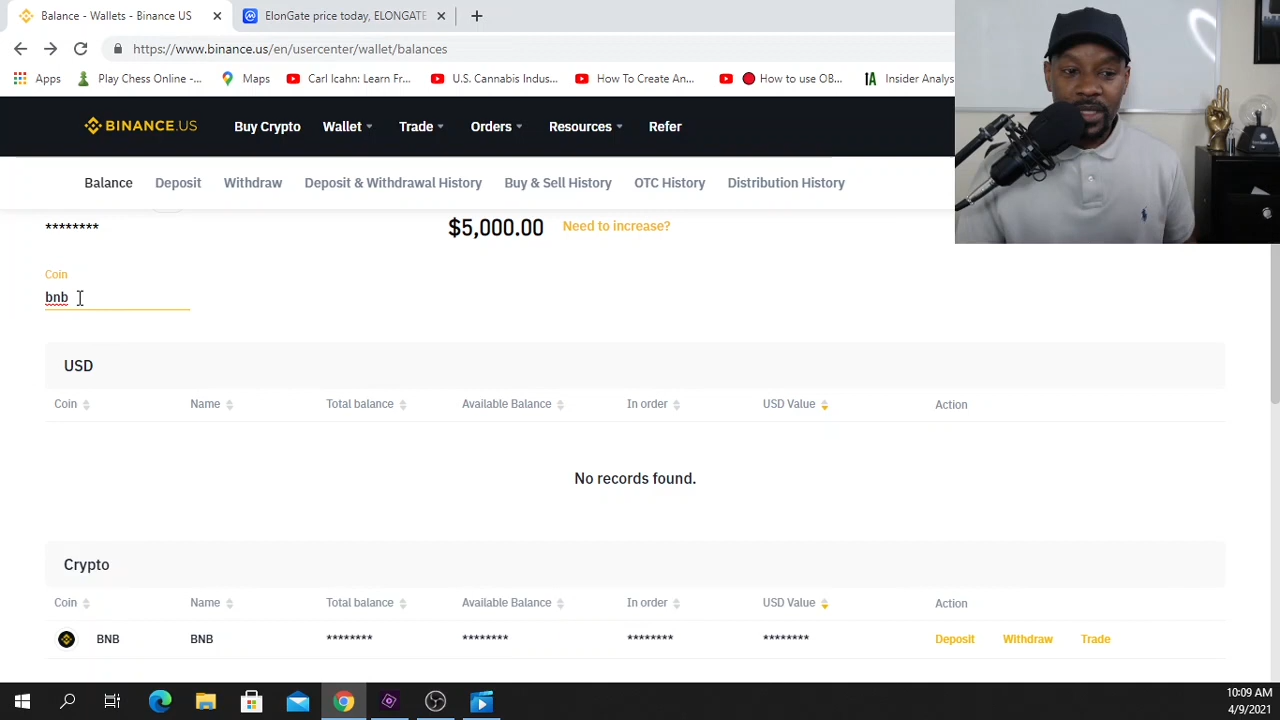 Balance - Wallets - Binance US
ElonGate price today, ELONGATE
https://www.binance.us/en/usercenter/wallet/balances
Apps Play Chess Online -... Maps Carl Icahn: Learn Fr... U.S. Cannabis Indus... How To Create An... How to use OB... IA Insider Analys
BINANCE.US Buy Crypto Wallet Trade Orders Resources Refer
Balance Deposit Withdraw Deposit & Withdrawal History Buy & Sell History OTC History Distribution History
******** $5,000.00 Need to increase?
Coin
bnb
USD
Coin Name Total balance Available Balance In order USD Value Action
No records found.
Crypto
Coin Name Total balance Available Balance In order USD Value Action
BNB BNB ******** ******** ******** ******** Deposit Withdraw Trade
10:09 AM
4/9/2021